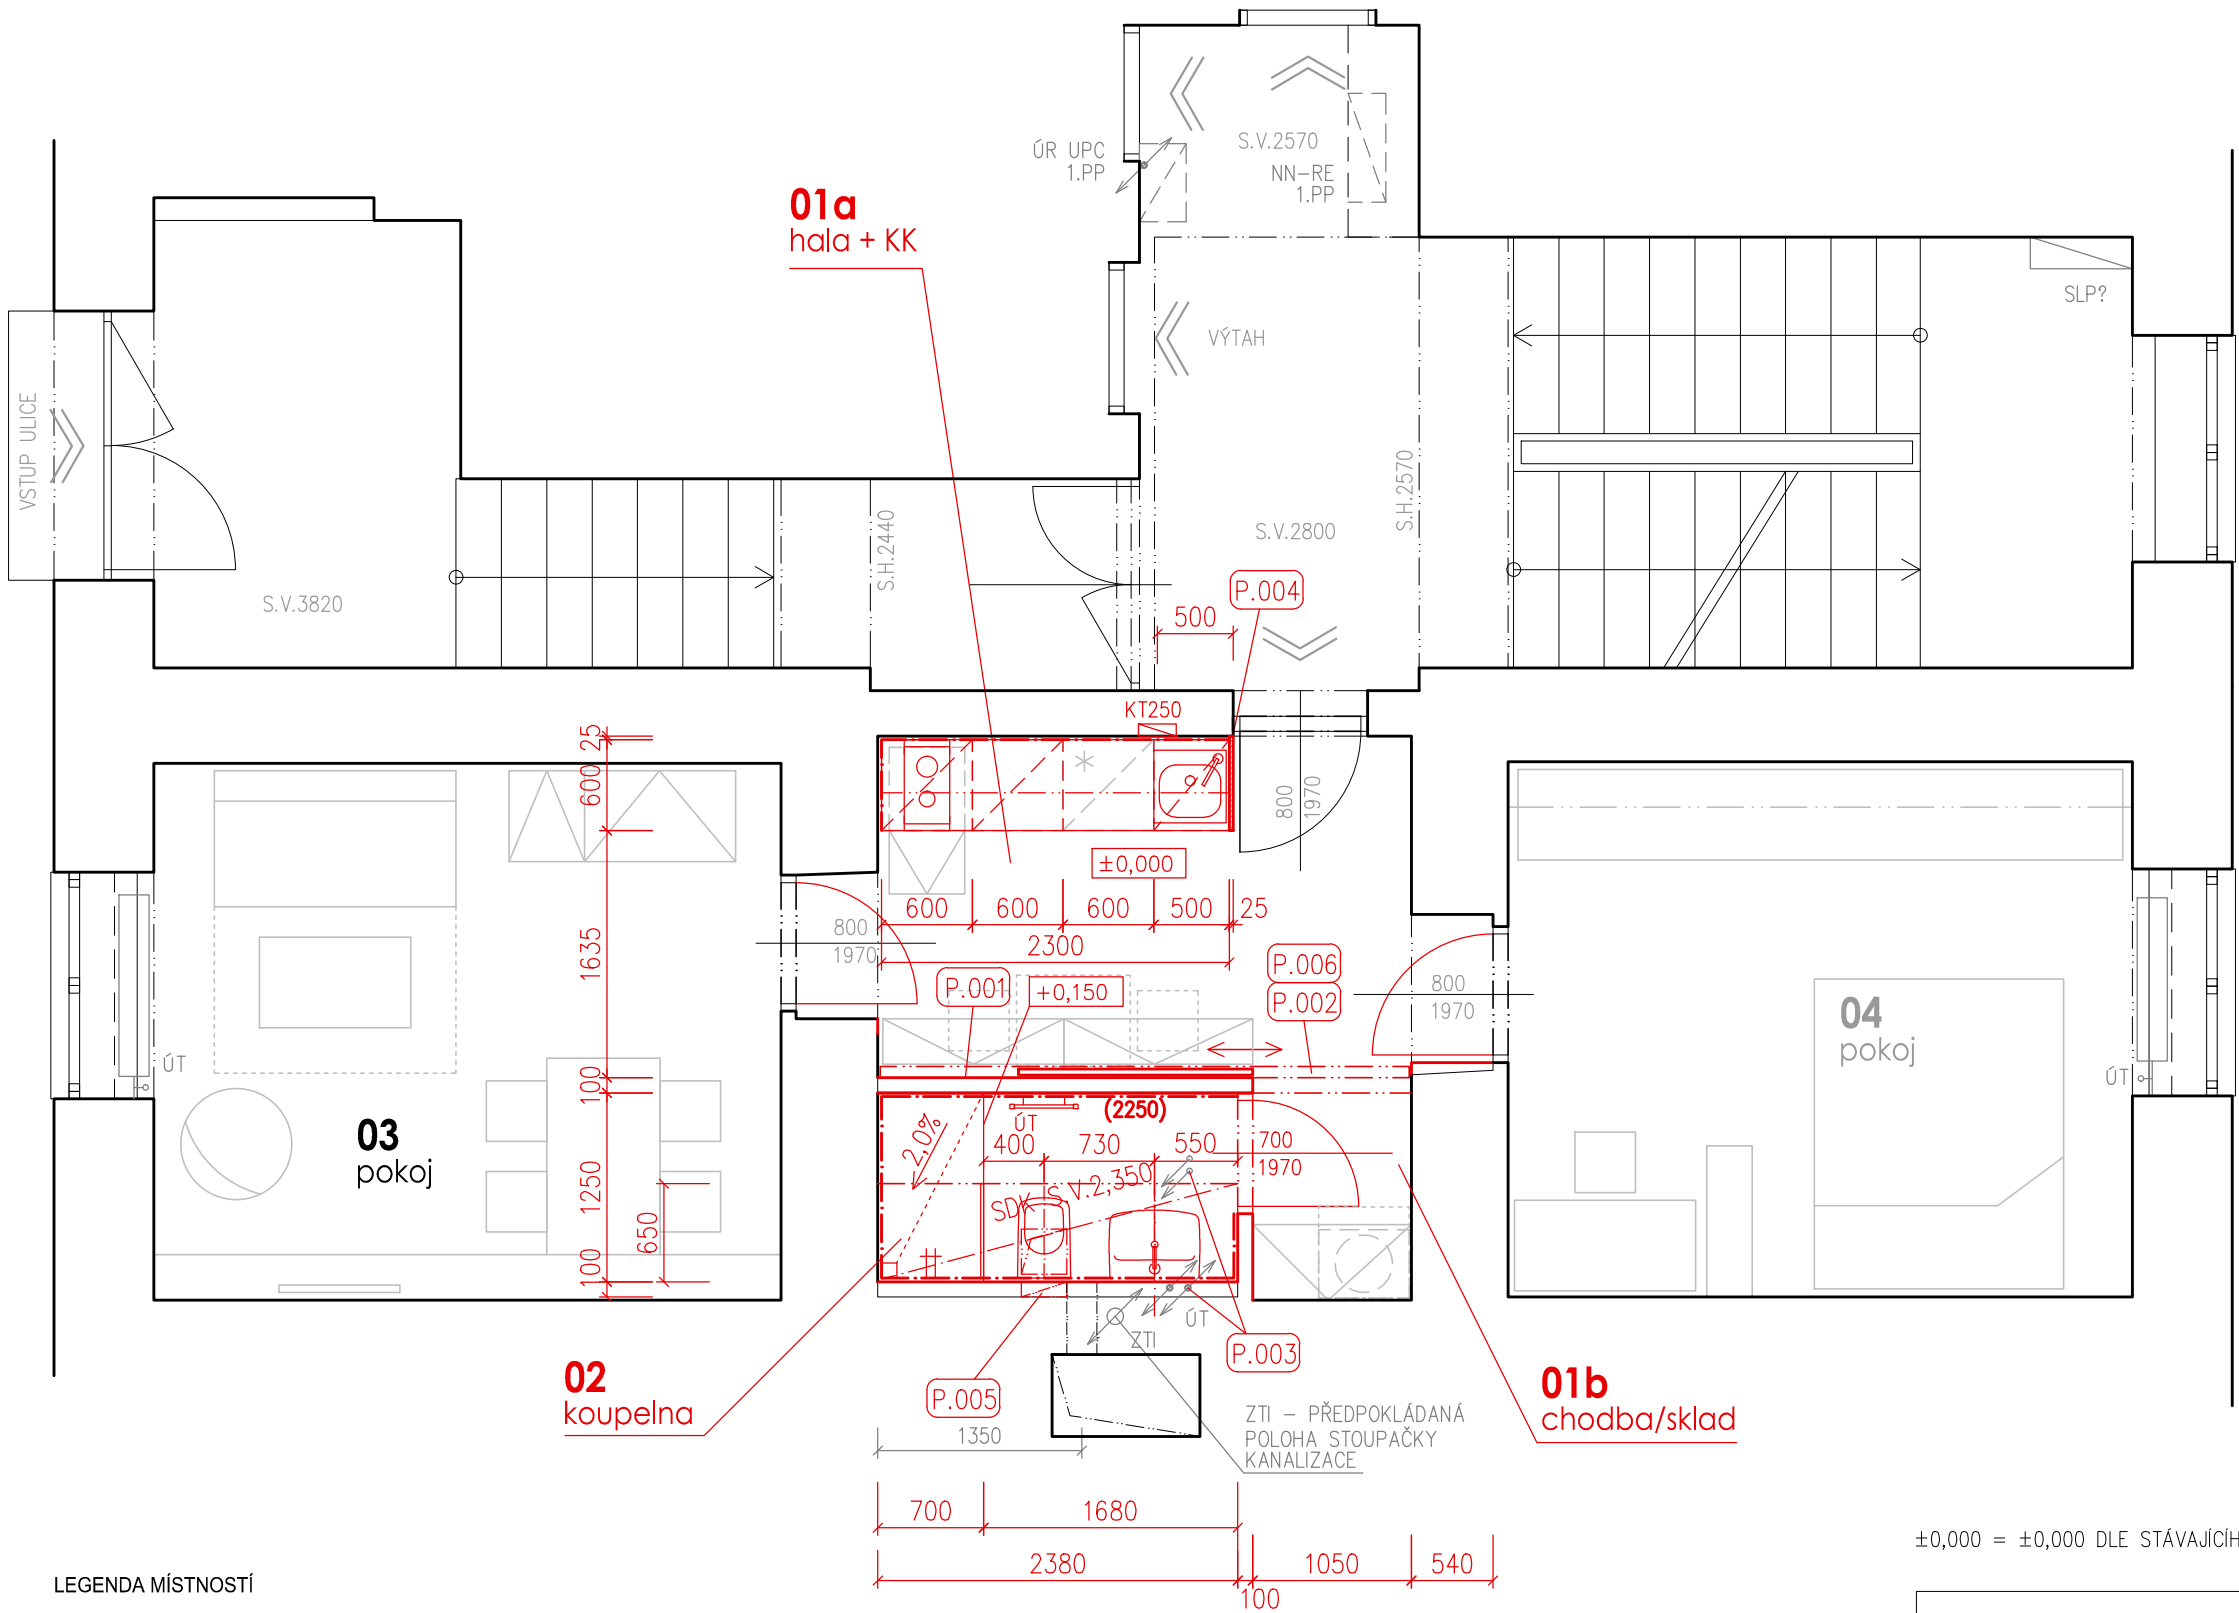 S.V.2570
ÚR UPC
1.PP
NN-RE
1.PP
01a
hala + KK
SLP?
VÝTAH
VSTUP ULICE
S.H.2440
S.H.2570
S.V.2800
S.V.3820
P.004
500
KT250
25
600
800
1970
±0,000
600
600
600
500
25
2300
800
1970
1635
P.006
P.002
P.001
+0,150
800
1970
04
pokoj
ÚT
ÚT
100
(2250)
ÚT
2,0%
400
730
550
700
1970
03
pokoj
SDK S.V.2,350
1250
650
100
ÚT
ZTI
P.003
P.005
02
koupelna
01b
chodba/sklad
1350
ZTI - PŘEDPOKLÁDANÁ
POLOHA STOUPAČKY
KANALIZACE
700
1680
2380
100
1050
540
±0,000 = ±0,000 DLE STÁVAJÍCÍH
LEGENDA MÍSTNOSTÍ